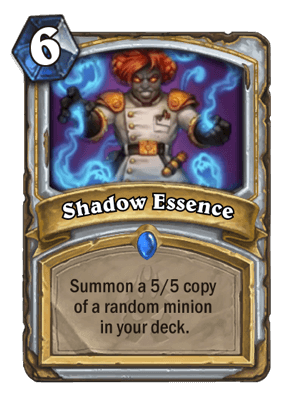 6
Shadow Essence
Summon a 5/5 copy
of a random minion
in your deck.